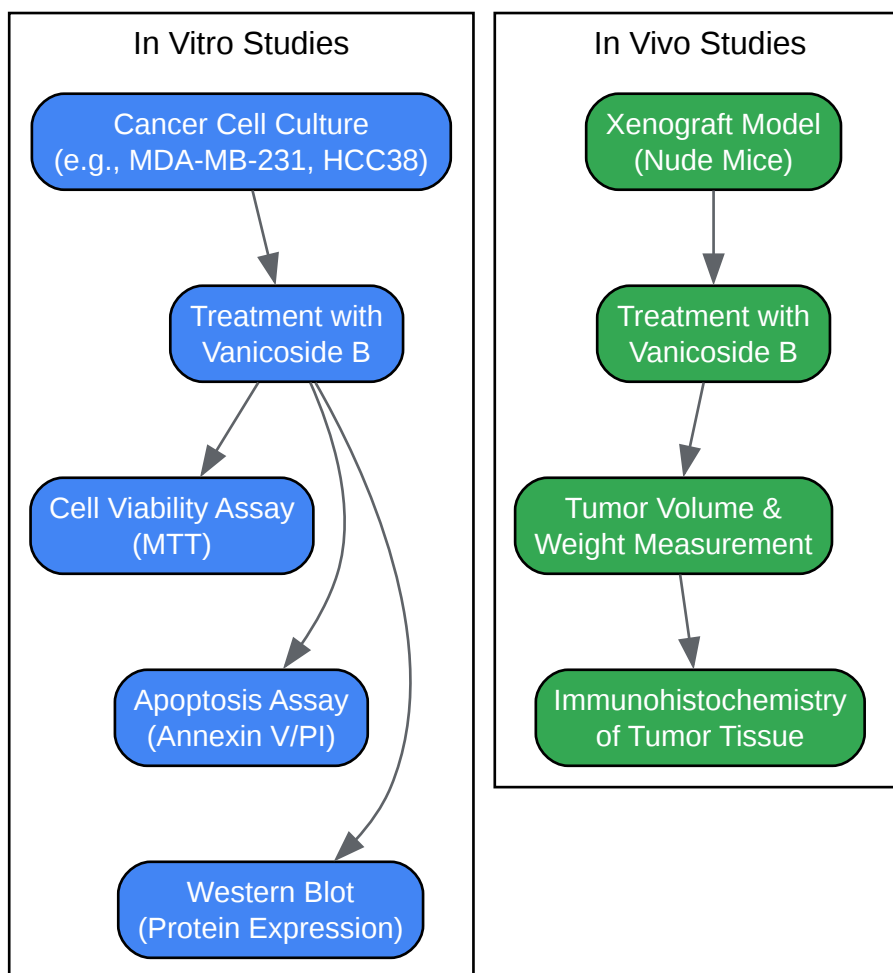 In Vitro Studies
Cancer Cell Culture
(e.g., MDA-MB-231, HCC38)
Treatment with
Vanicoside B
Cell Viability Assay
(MTT)
Apoptosis Assay
(Annexin V/PI)
Western Blot
(Protein Expression)
In Vivo Studies
Xenograft Model
(Nude Mice)
Treatment with
Vanicoside B
Tumor Volume &
Weight Measurement
Immunohistochemistry
of Tumor Tissue